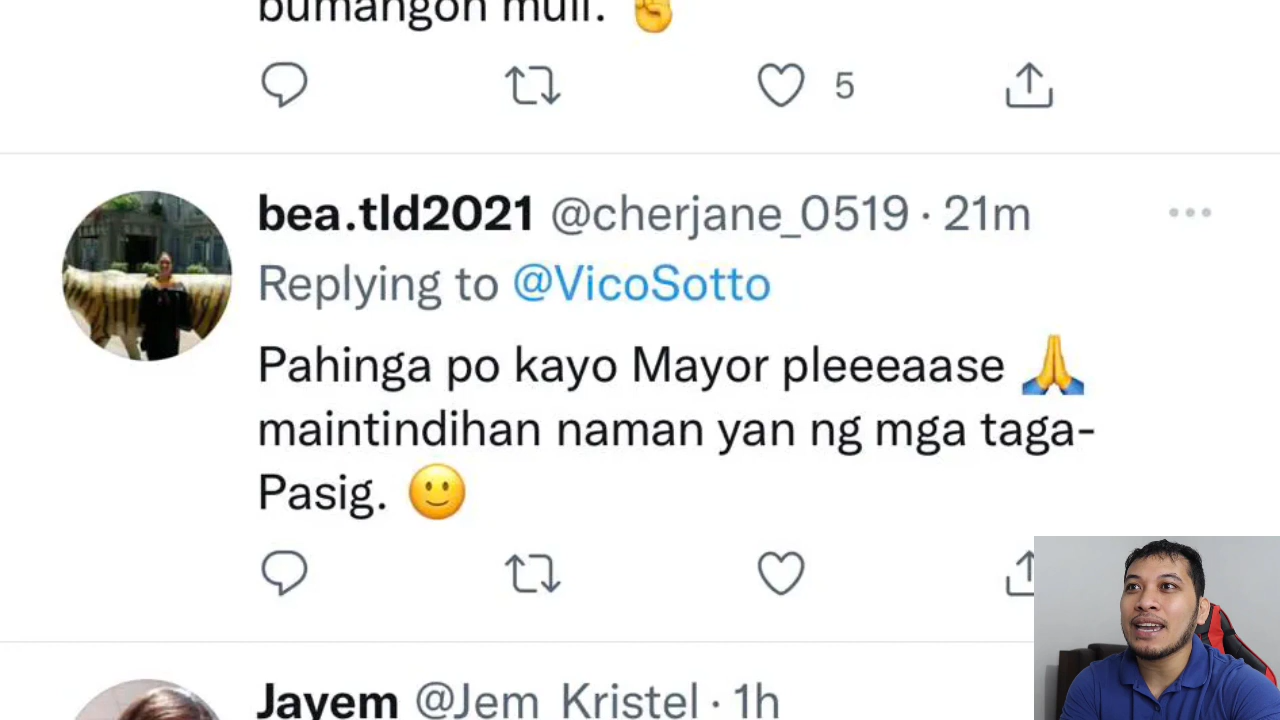 bumangon muli. ✊
5
bea.tld2021 @cherjane_0519 · 21m
Replying to @VicoSotto
Pahinga po kayo Mayor pleeeaase 🙏
maintindihan naman yan ng mga taga-
Pasig. 🙂
Jayem @Jem_Kristel · 1h